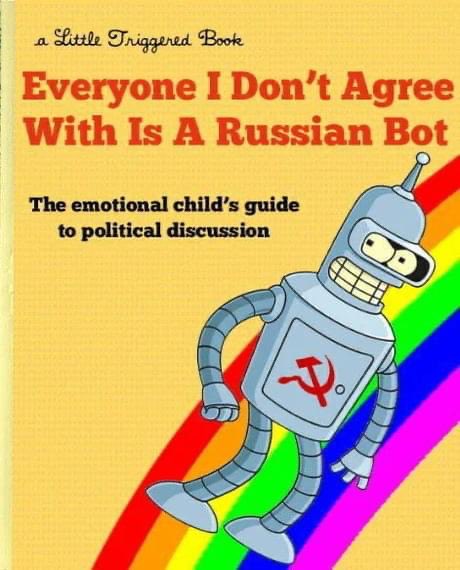 a Little Triggered Book
Everyone I Don't Agree
With Is A Russian Bot
The emotional child's guide
to political discussion